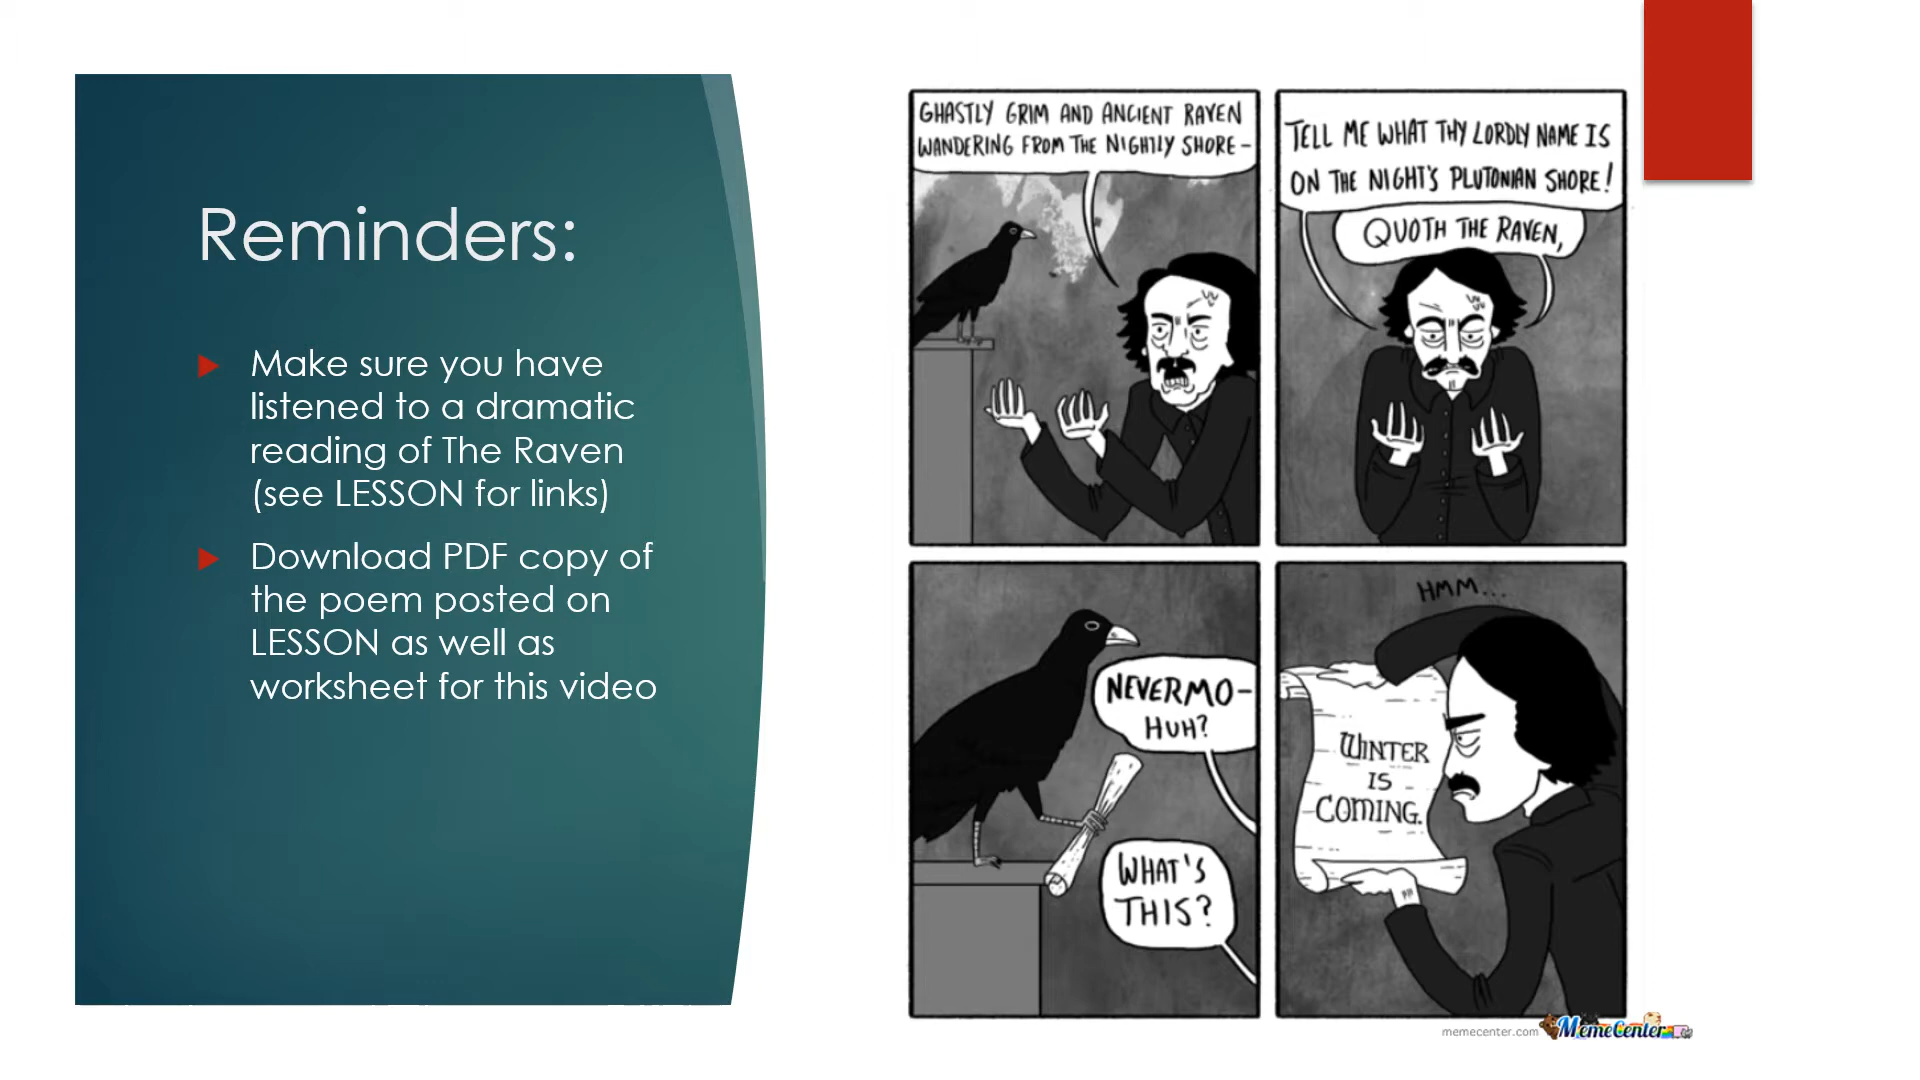 Reminders:
Make sure you have
listened to a dramatic
reading of The Raven
(see LESSON for links)
Download PDF copy of
the poem posted on
LESSON as well as
worksheet for this video
GHASTLY GRIM AND ANCIENT RAVEN
WANDERING FROM THE NIGHTLY SHORE-
TELL ME WHAT THY LORDLY NAME IS
ON THE NIGHT'S PLUTONIAN SHORE!
QUOTH THE RAVEN,
NEVERMO-
HUH?
WHAT'S
THIS?
HMM...
WINTER
IS
COMING.
memecenter.com MemeCenter